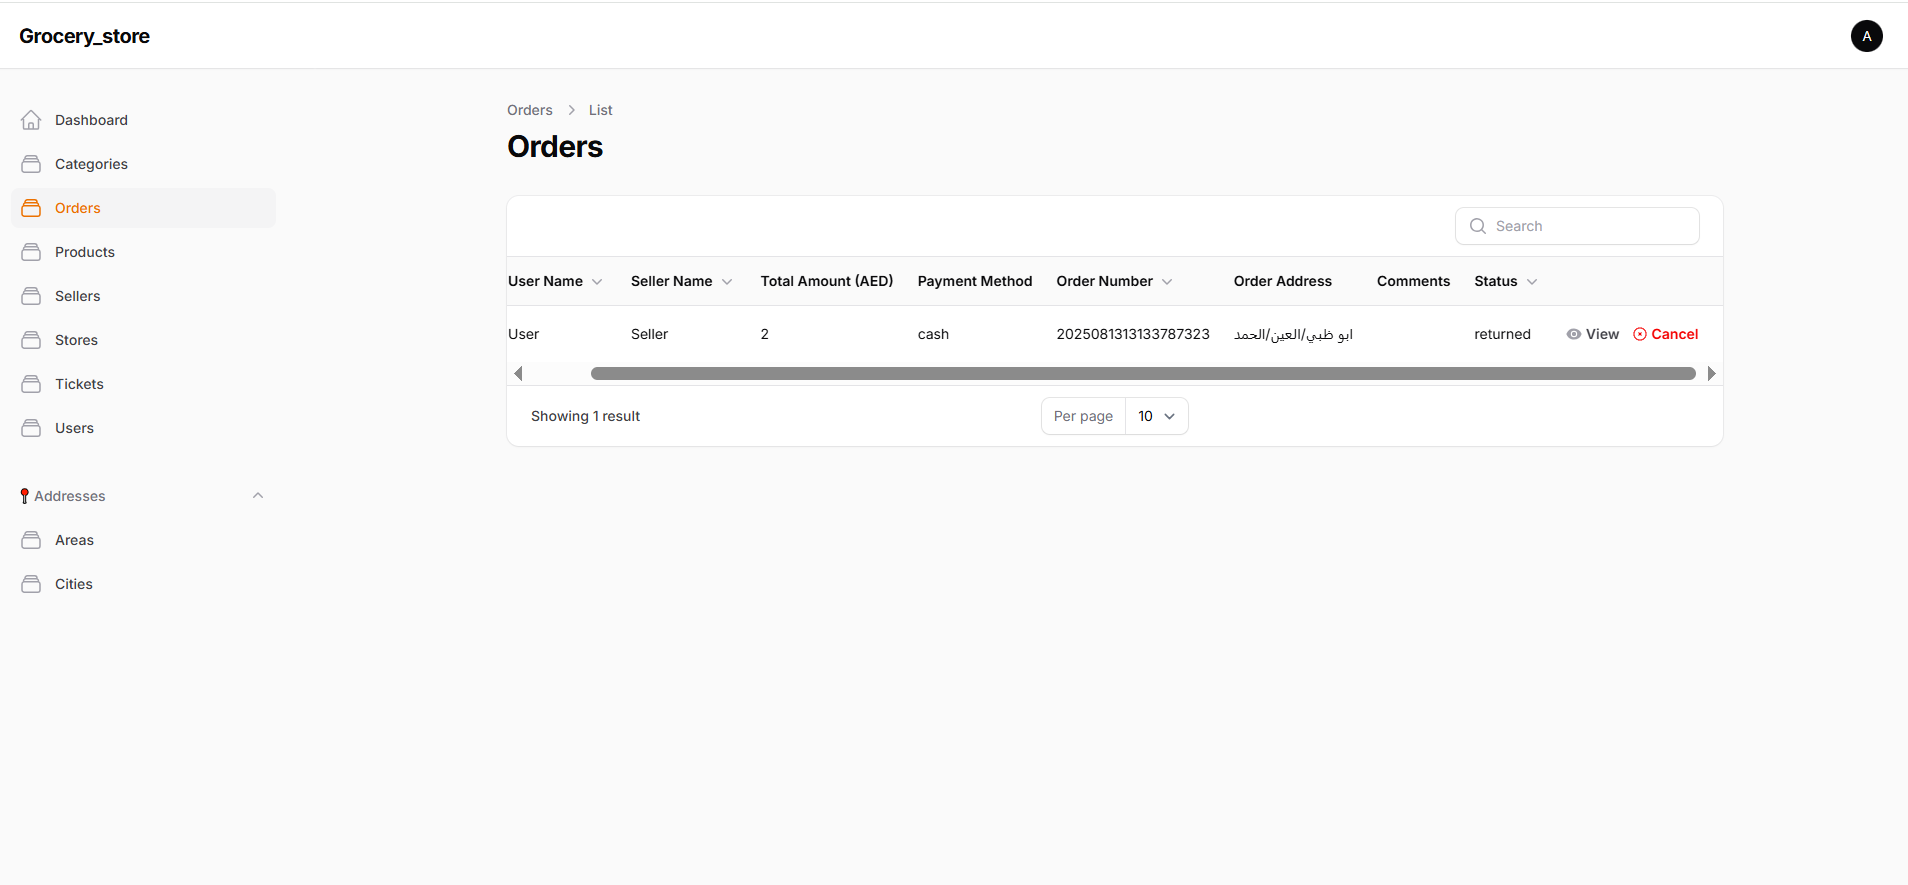 Grocery_store
A
Dashboard
Categories
Orders
Products
Sellers
Stores
Tickets
Users
Addresses
Areas
Cities
Orders List
Orders
Search
User Name Seller Name Total Amount (AED) Payment Method Order Number Order Address Comments Status
User Seller 2 cash 2025081313133787323 ابو ظبي/العين/الحمد returned View Cancel
Showing 1 result Per page 10